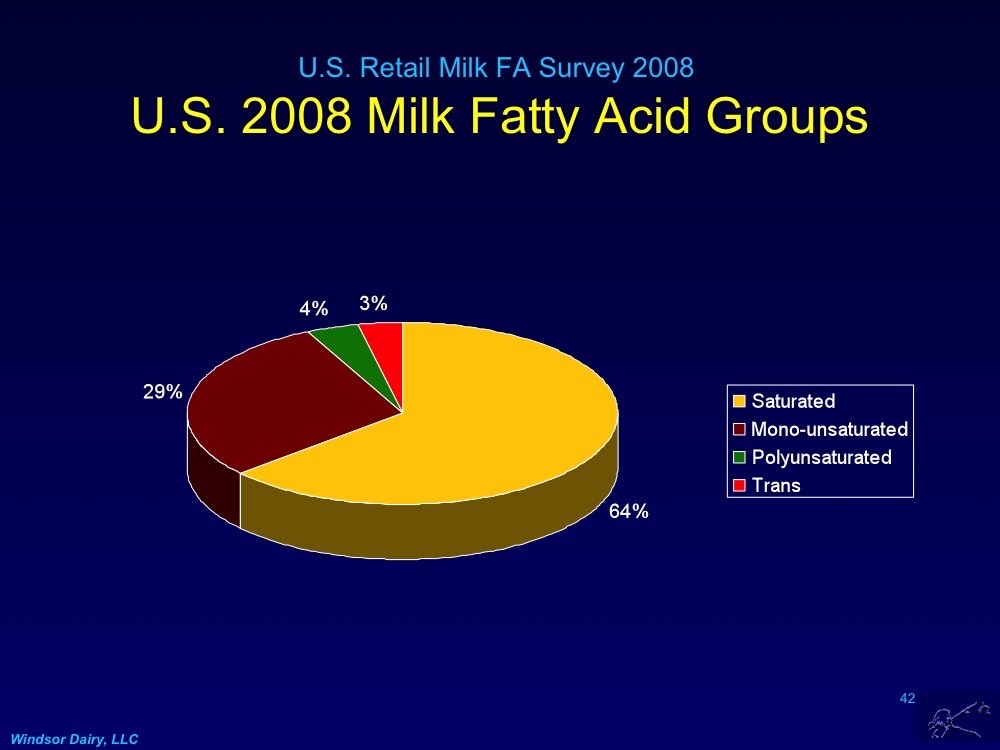 U.S. Retail Milk FA Survey 2008
U.S. 2008 Milk Fatty Acid Groups
4%
3%
29%
64%
Saturated
Mono-unsaturated
Polyunsaturated
Trans
42
Windsor Dairy, LLC